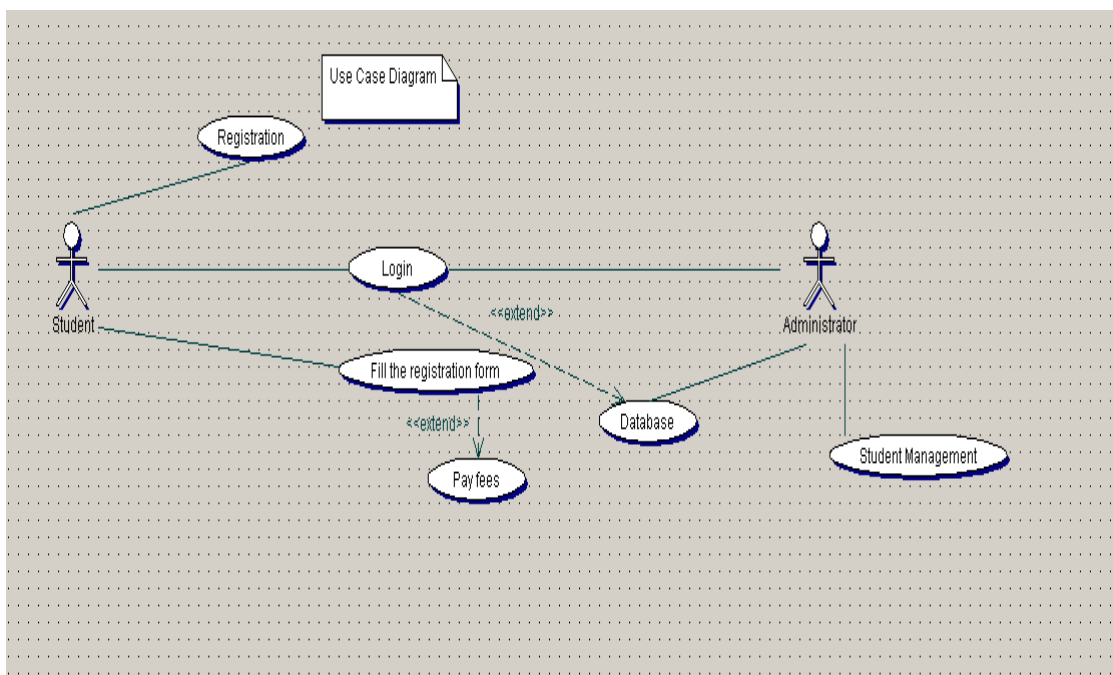 Use Case Diagram
Registration
Login
<<extend>>
Student
Administrator
Fill the registration form
Database
<<extend>>
Student Management
Pay fees